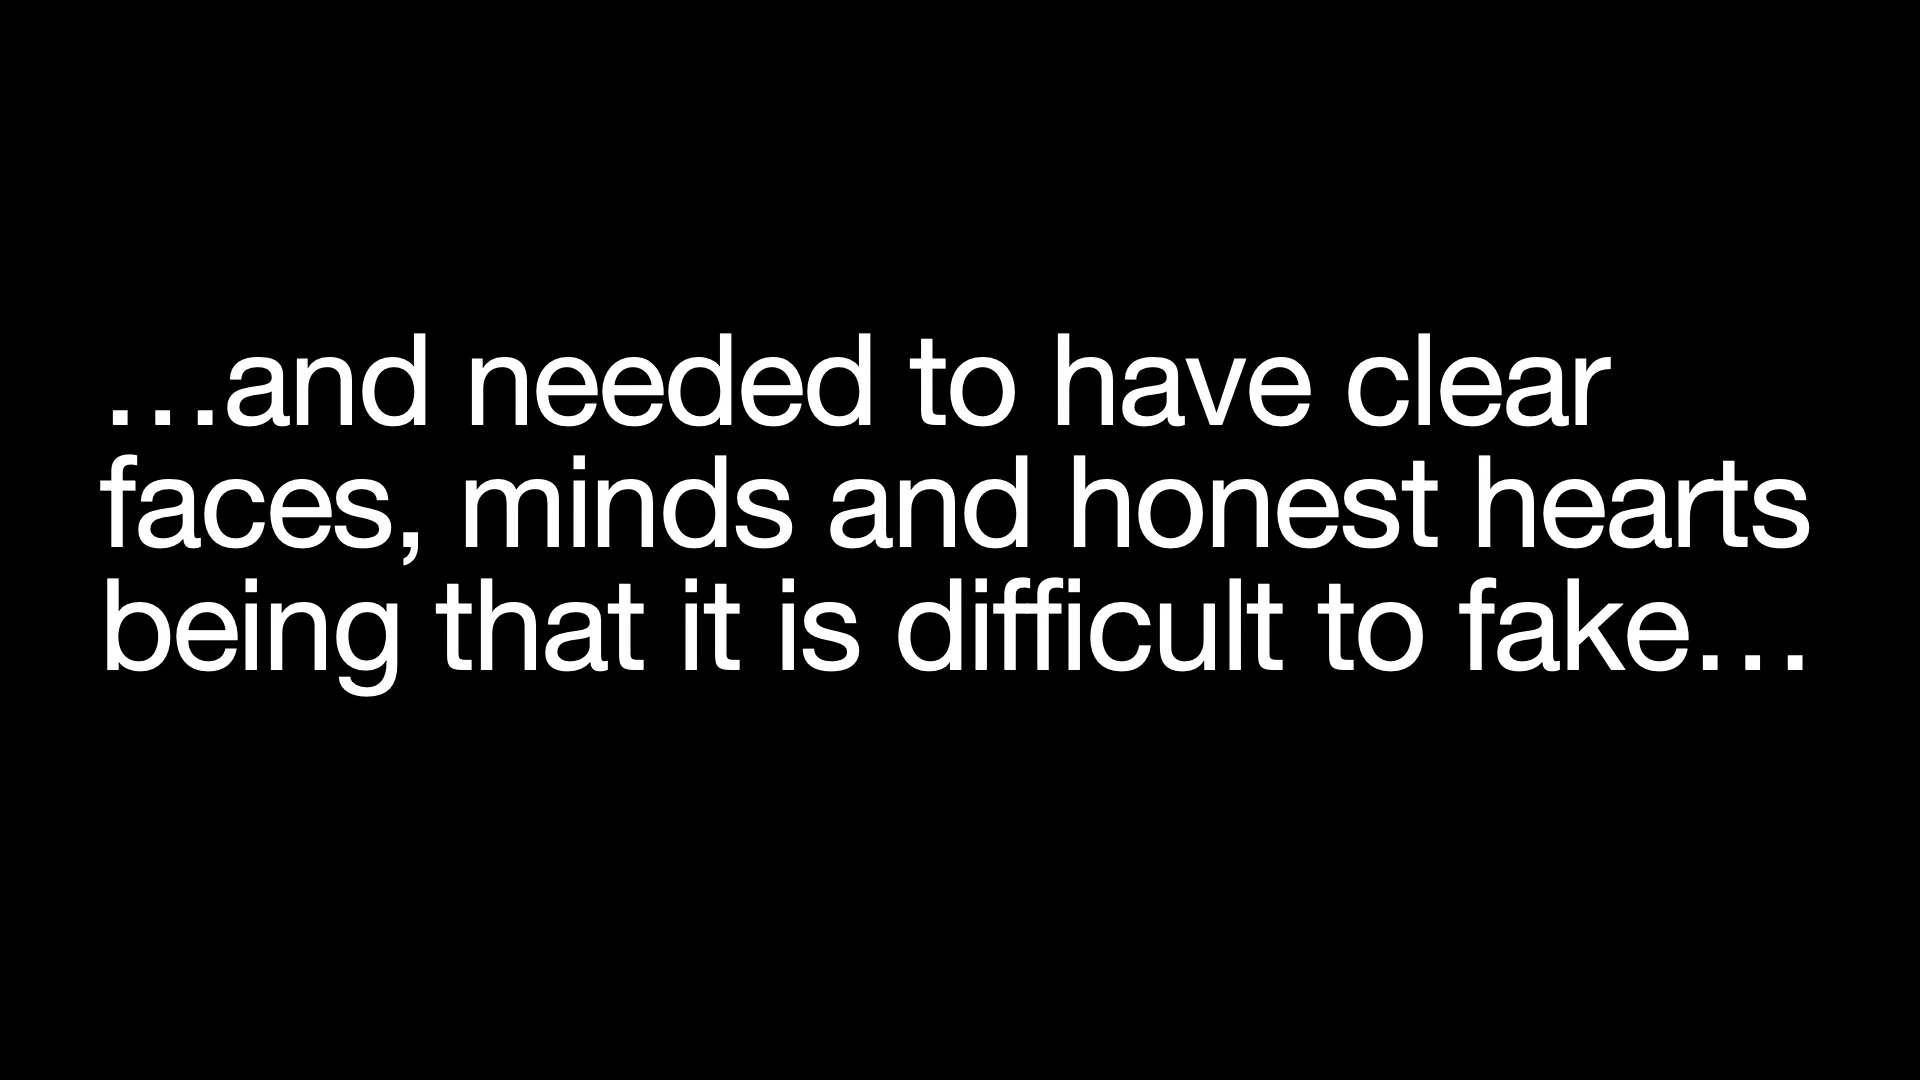 …and needed to have clear
faces, minds and honest hearts
being that it is difficult to fake…